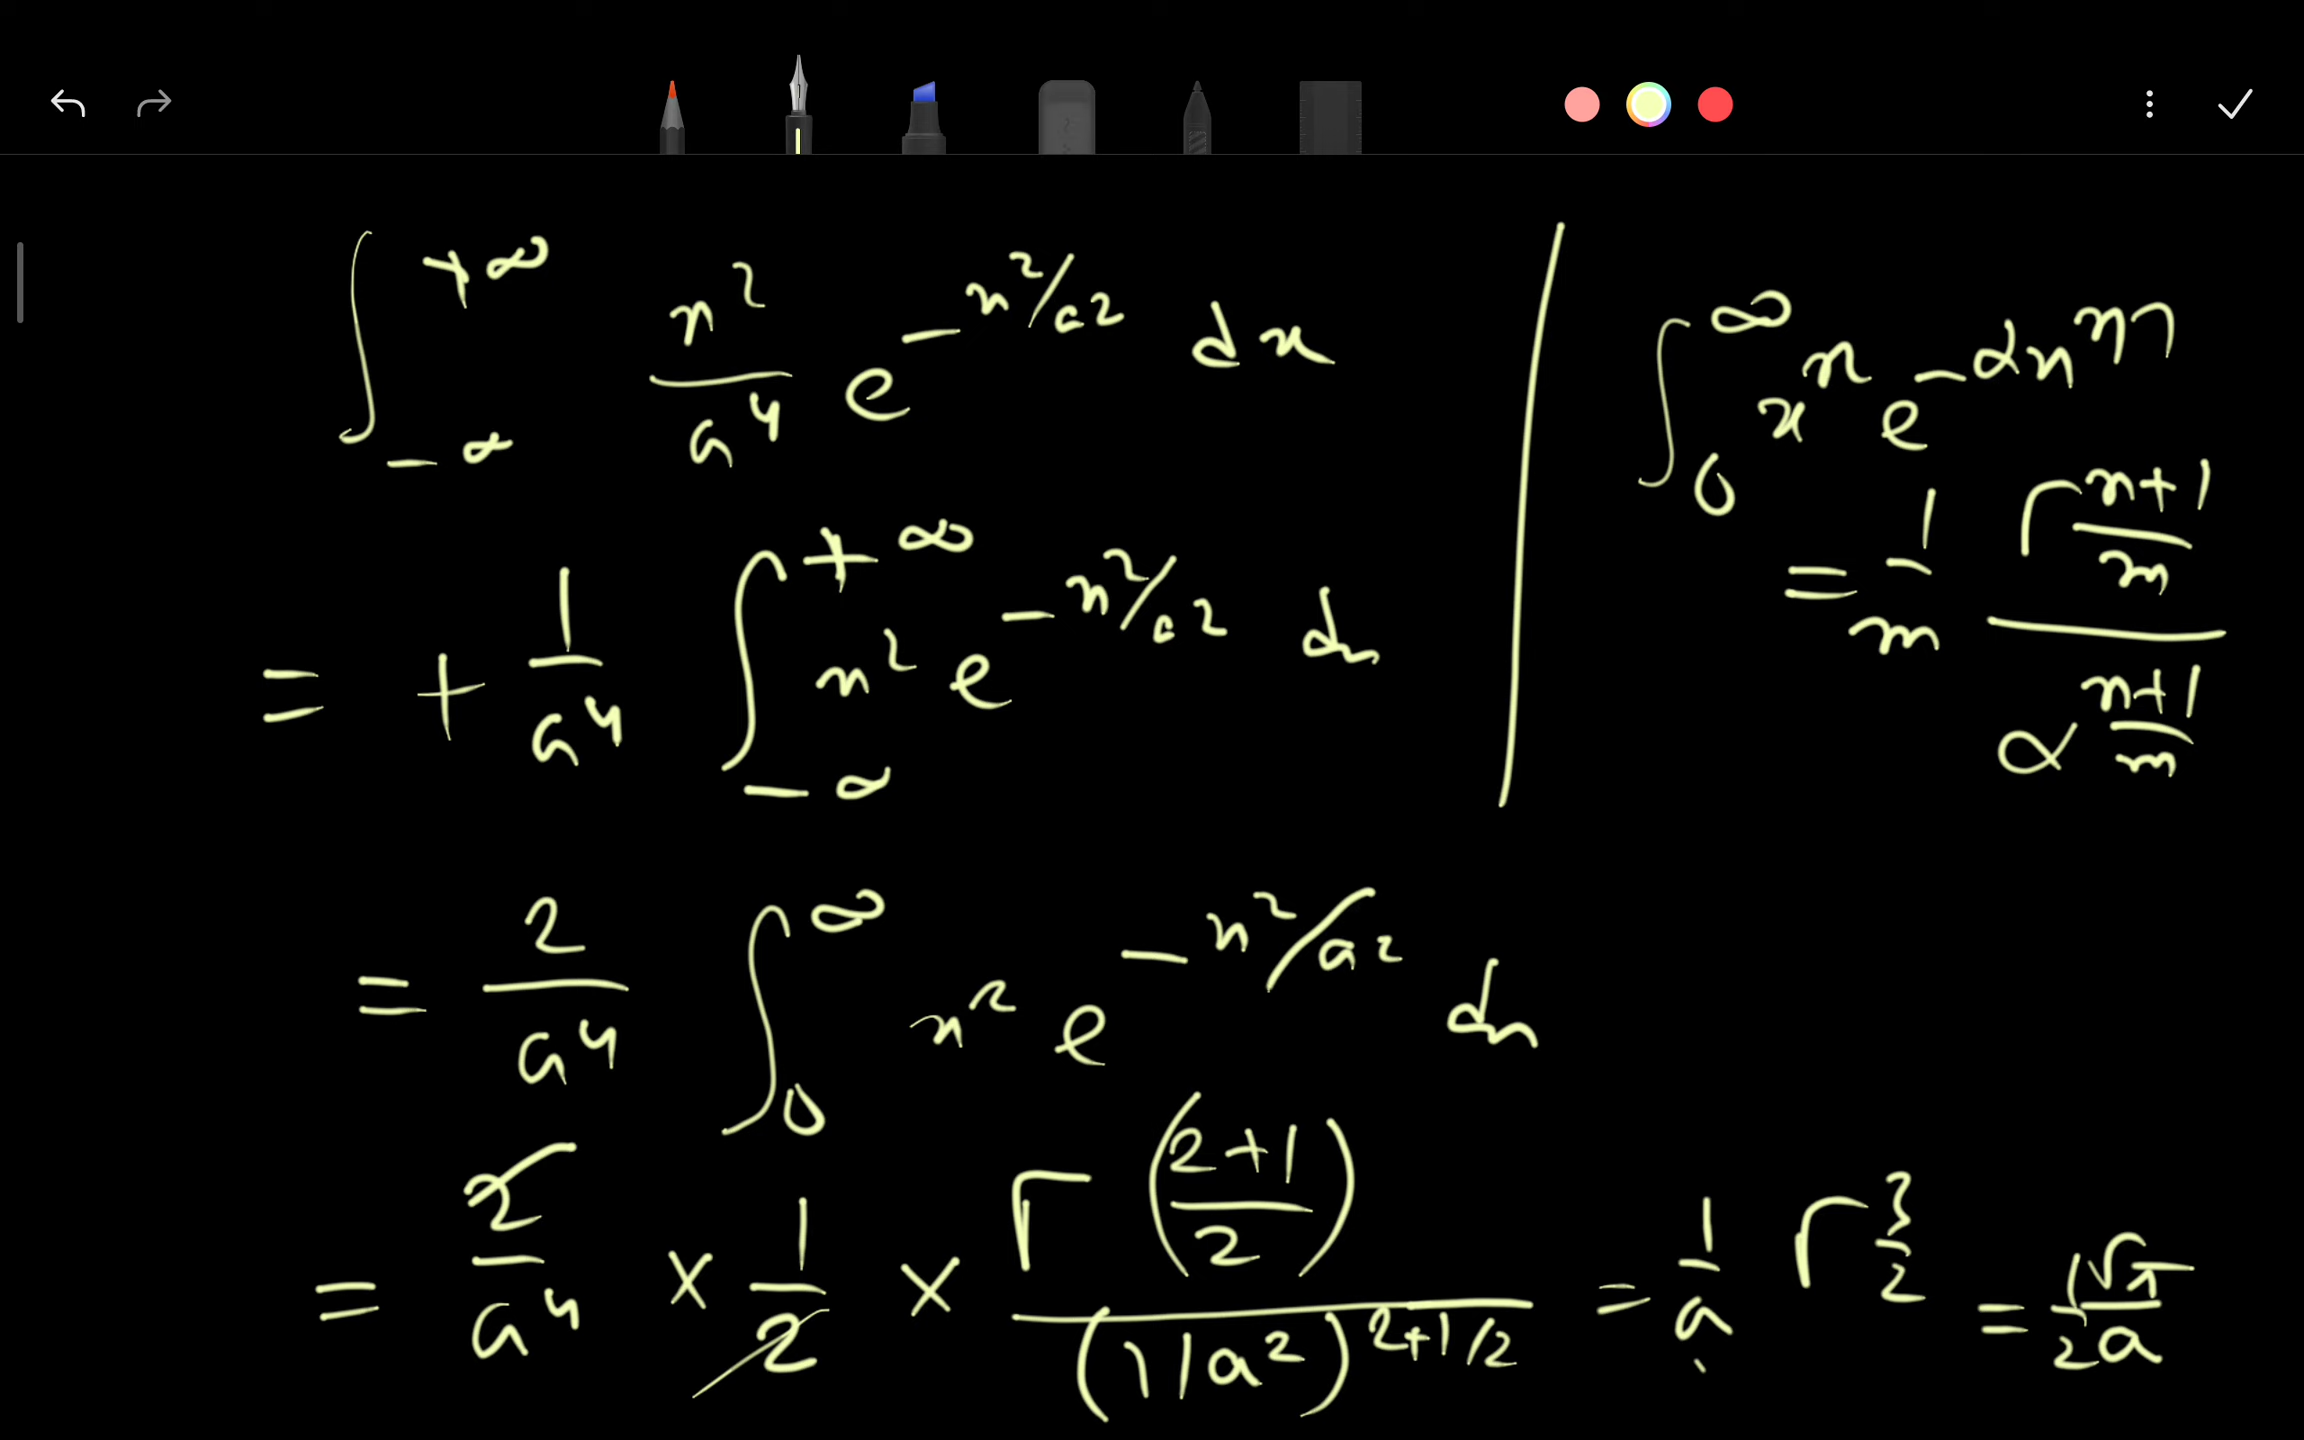 ∫_{-∞}^{+∞} x²/a⁴ e^{-x²/a²} dx
= + 1/a⁴ ∫_{-∞}^{+∞} x² e^{-x²/a²} dx
= 2/a⁴ ∫_0^∞ x² e^{-x²/a²} dx
= 2/a⁴ × 1/2 × Γ((2+1)/2) / (1/a²)^{2+1/2} = 1/a Γ3/2 = √π/2a
∫_0^∞ x^n e^{-αx^m}
= 1/m Γ(n+1)/m / α^{(n+1)/m}